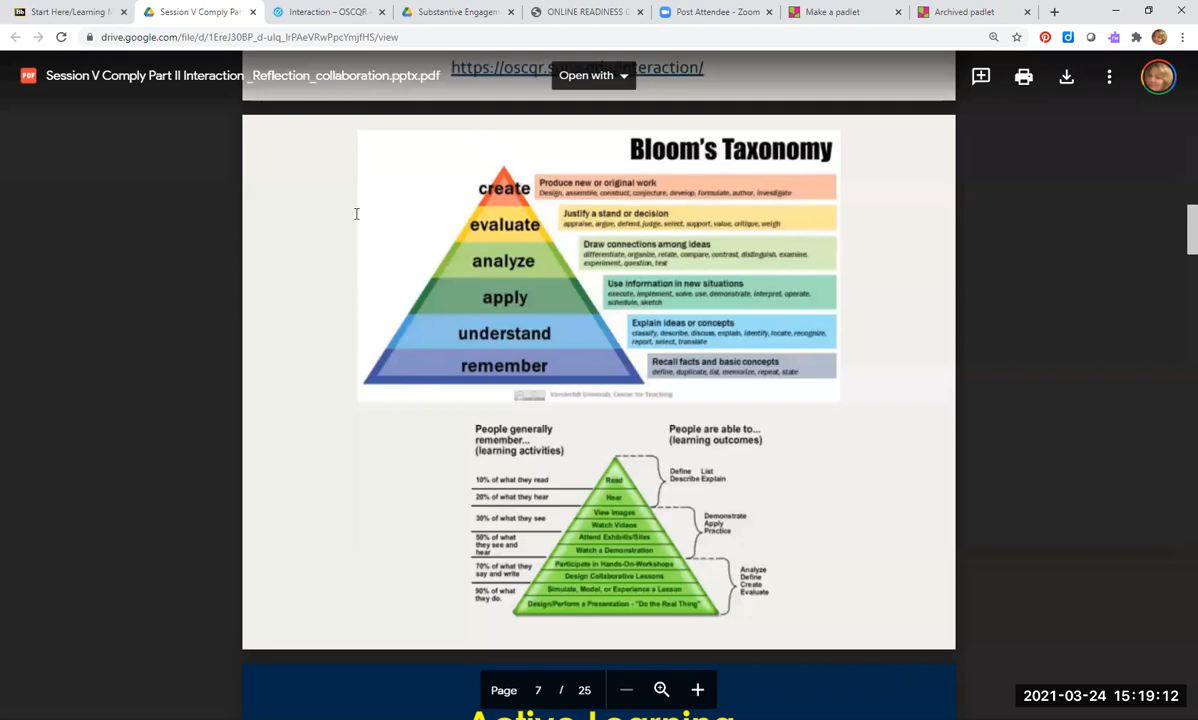 Start Here/Learning M
Session V Comply Part
Interaction – OSCQR -
Substantive Engagem
ONLINE READINESS C
Post Attendee - Zoom
Make a padlet
Archived padlet
drive.google.com/file/d/1EreJ30BP_d-uIq_IrPAeVRwPpcYmjfHS/view
PDF
Session V Comply Part II Interaction _Reflection_collaboration.pptx.pdf
Open with
Bloom's Taxonomy
create
Produce new or original work
Design, assemble, construct, conjecture, develop, formulate, author, investigate
evaluate
Justify a stand or decision
appraise, argue, defend, judge, select, support, value, critique, weigh
analyze
Draw connections among ideas
differentiate, organize, relate, compare, contrast, distinguish, examine,
experiment, question, test
apply
Use information in new situations
execute, implement, solve, use, demonstrate, interpret, operate,
schedule, sketch
understand
Explain ideas or concepts
classify, describe, discuss, explain, identify, locate, recognize,
report, select, translate
remember
Recall facts and basic concepts
define, duplicate, list, memorize, repeat, state
Vanderbilt University Center for Teaching
People generally
remember...
(learning activities)
People are able to...
(learning outcomes)
10% of what they read
Read
Define List
Describe Explain
20% of what they hear
Hear
30% of what they see
View Images
Watch Videos
Demonstrate
Apply
Practice
50% of what
they see and
hear
Attend Exhibits/Sites
Watch a Demonstration
70% of what they
say and write
Participate in Hands-On-Workshops
Design Collaborative Lessons
Analyze
Define
Create
Evaluate
90% of what
they do.
Simulate, Model, or Experience a Lesson
Design/Perform a Presentation - "Do the Real Thing"
Page 7 / 25
Active Learning
2021-03-24 15:19:12